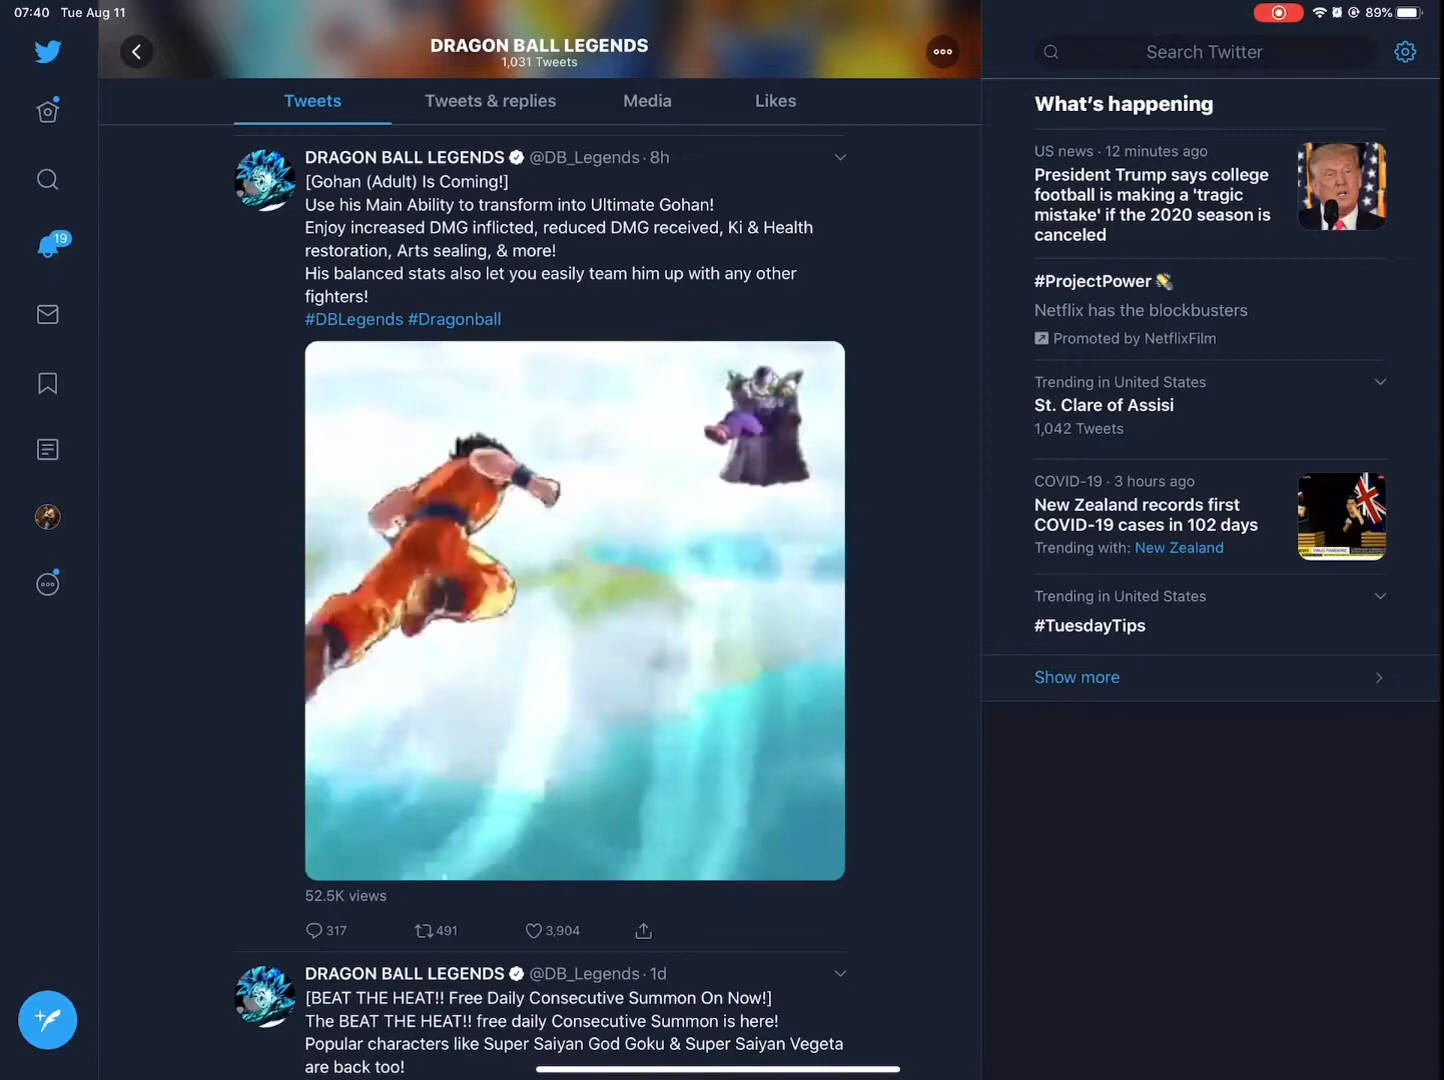 07:40 Tue Aug 11
89%
DRAGON BALL LEGENDS
1,031 Tweets
Search Twitter
Tweets
Tweets & replies
Media
Likes
19
DRAGON BALL LEGENDS @DB_Legends · 8h
[Gohan (Adult) Is Coming!]
Use his Main Ability to transform into Ultimate Gohan!
Enjoy increased DMG inflicted, reduced DMG received, Ki & Health
restoration, Arts sealing, & more!
His balanced stats also let you easily team him up with any other
fighters!
#DBLegends #Dragonball
52.5K views
317
491
3,904
DRAGON BALL LEGENDS @DB_Legends · 1d
[BEAT THE HEAT!! Free Daily Consecutive Summon On Now!]
The BEAT THE HEAT!! free daily Consecutive Summon is here!
Popular characters like Super Saiyan God Goku & Super Saiyan Vegeta
are back too!
What's happening
US news · 12 minutes ago
President Trump says college
football is making a 'tragic
mistake' if the 2020 season is
canceled
#ProjectPower
Netflix has the blockbusters
Promoted by NetflixFilm
Trending in United States
St. Clare of Assisi
1,042 Tweets
COVID-19 · 3 hours ago
New Zealand records first
COVID-19 cases in 102 days
Trending with: New Zealand
Trending in United States
#TuesdayTips
Show more